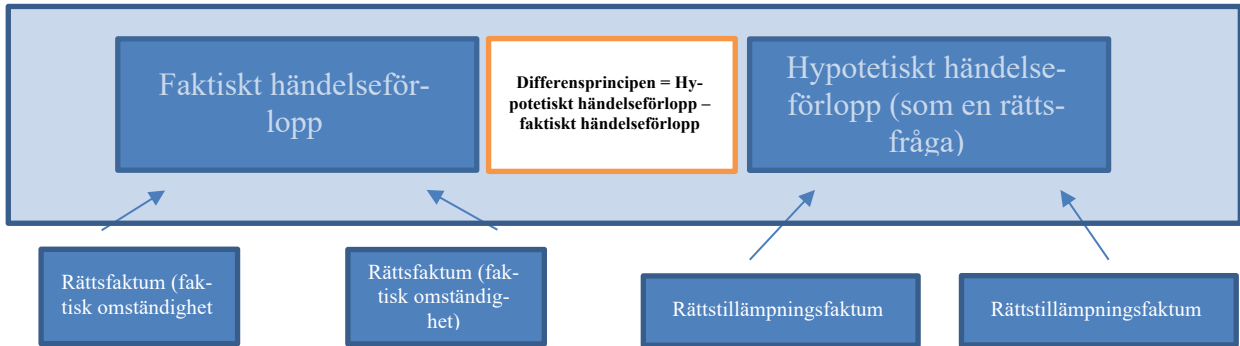 Faktiskt händelseför-
lopp
Differensprincipen = Hy-
potetiskt händelseförlopp –
faktiskt händelseförlopp
Hypotetiskt händelse-
förlopp (som en rätts-
fråga)
Rättsfaktum (fak-
tisk omständighet
Rättsfaktum (fak-
tisk omständig-
het)
Rättstillämpningsfaktum
Rättstillämpningsfaktum